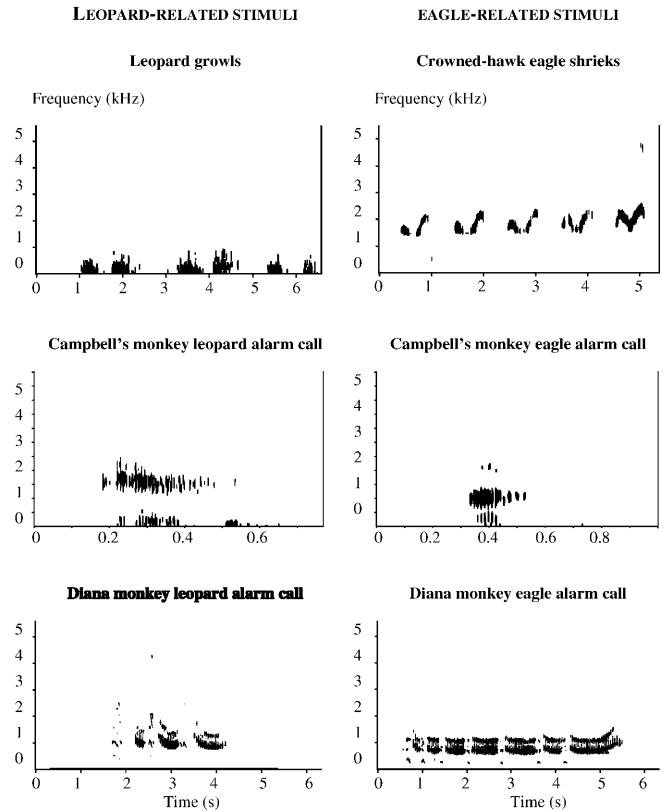 LEOPARD-RELATED STIMULI
EAGLE-RELATED STIMULI
Leopard growls
Crowned-hawk eagle shrieks
Frequency (kHz)
Frequency (kHz)
5
4
3
2
1
0
0 1 2 3 4 5 6
5
4
3
2
1
0
0 1 2 3 4 5
Campbell's monkey leopard alarm call
Campbell's monkey eagle alarm call
5
4
3
2
1
0
0 0.2 0.4 0.6
5
4
3
2
1
0
0 0.2 0.4 0.6 0.8 0
Diana monkey leopard alarm call
Diana monkey eagle alarm call
5
4
3
2
1
0
0 2 3 4 5 6
Time (s)
5
4
3
2
1
0
0 1 2 3 4 5 6
Time (s)